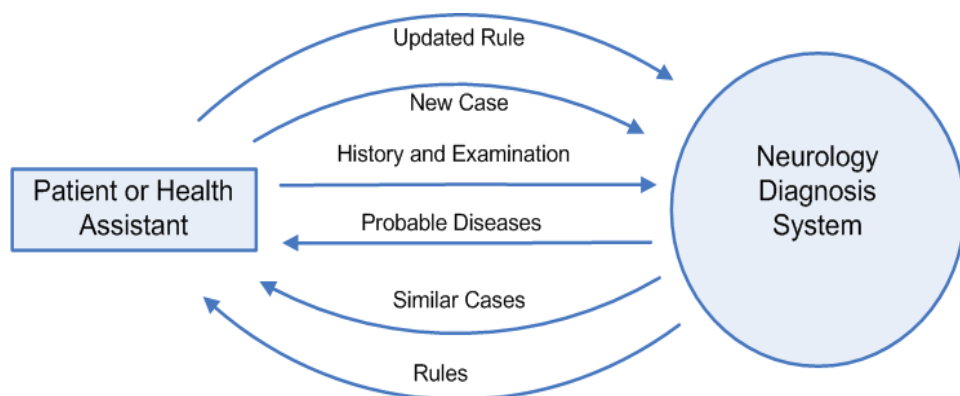 Updated Rule
New Case
History and Examination
Patient or Health
Assistant
Probable Diseases
Similar Cases
Rules
Neurology
Diagnosis
System